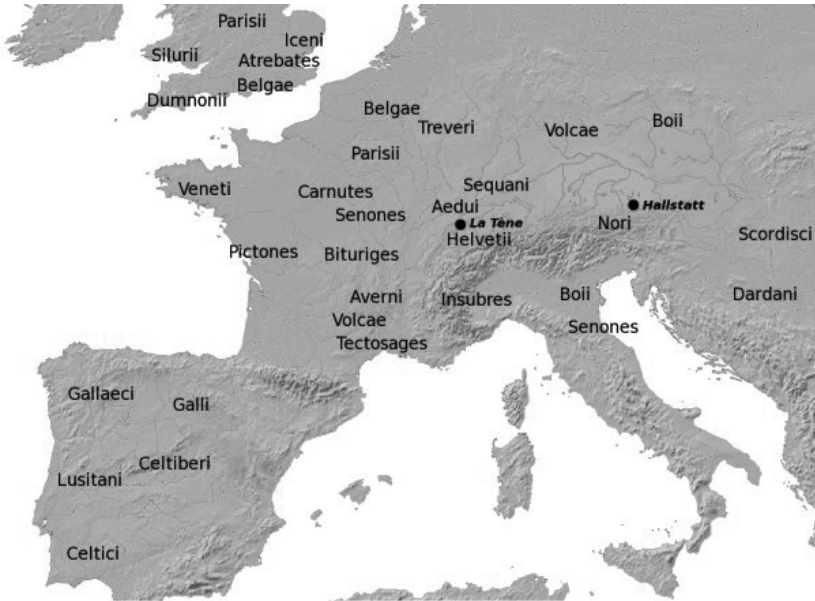 Parisii
Iceni
Silurii
Atrebates
Belgae
Dumnonii
Belgae
Treveri
Volcae
Boii
Parisii
Veneti
Carnutes
Sequani
Senones
Aedui
Hallstatt
La Tène
Nori
Helvetii
Scordisci
Pictones
Bituriges
Averni
Insubres
Boii
Dardani
Volcae
Senones
Tectosages
Gallaeci
Galli
Celtiberi
Lusitani
Celtici